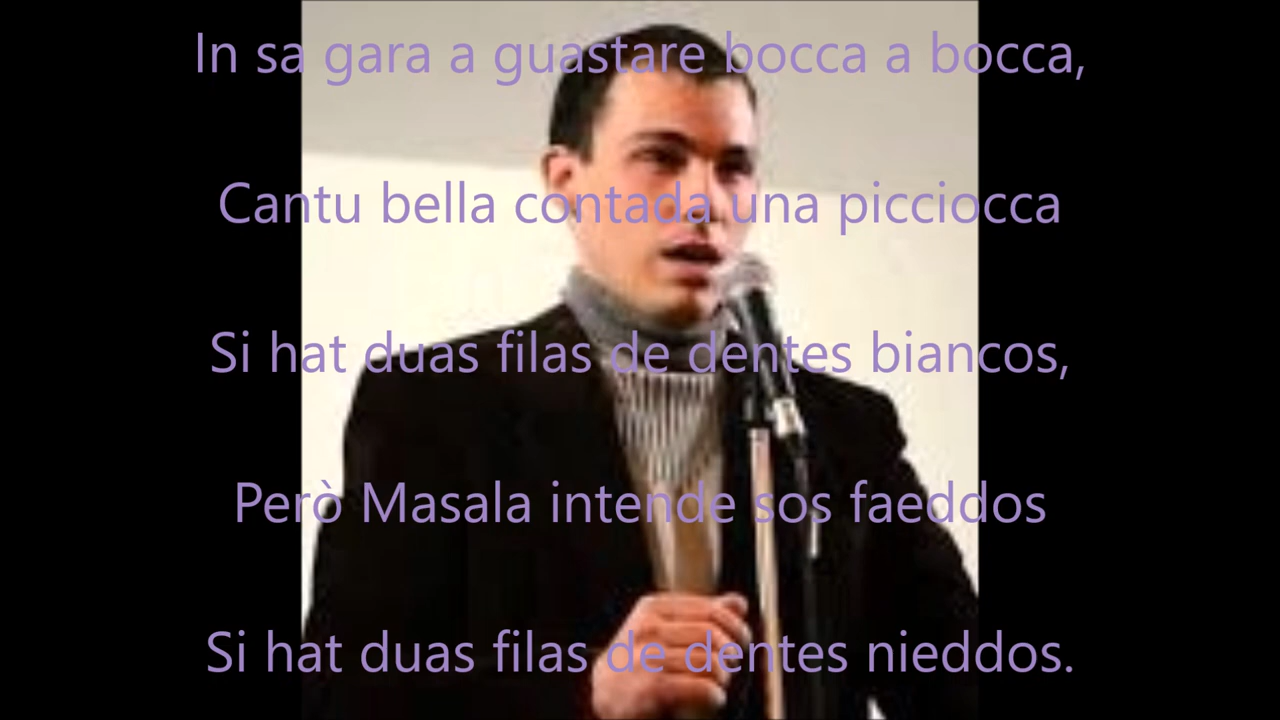 In sa gara a guastare bocca a bocca,
Cantu bella contada una picciocca
Si hat duas filas de dentes biancos,
Però Masala intende sos faeddos
Si hat duas filas de dentes nieddos.